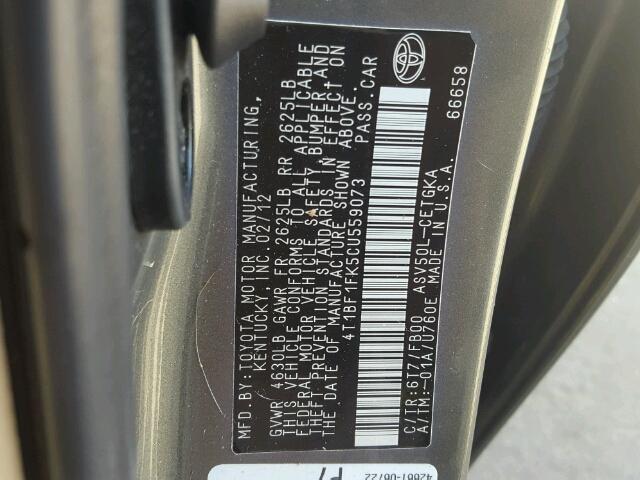 MFD.BY:TOYOTA MOTOR MANUFACTURING,
KENTUCKY, INC. 02/12
GVWR 4630LB GAWR FR 2625LB RR 2625LB
THIS VEHICLE CONFORMS TO ALL APPLICABLE
FEDERAL MOTOR VEHICLE SAFETY, BUMPER, AND
THEFT PREVENTION STANDARDS IN EFFECT ON
THE DATE OF MANUFACTURE SHOWN ABOVE.
4T1BF1FK5CU559073 PASS.CAR
C/TR:6T7/FB00 ASV50L-CETGKA
A/TM:-01A/U760E MADE IN U.S.A.
66658
42661-06722